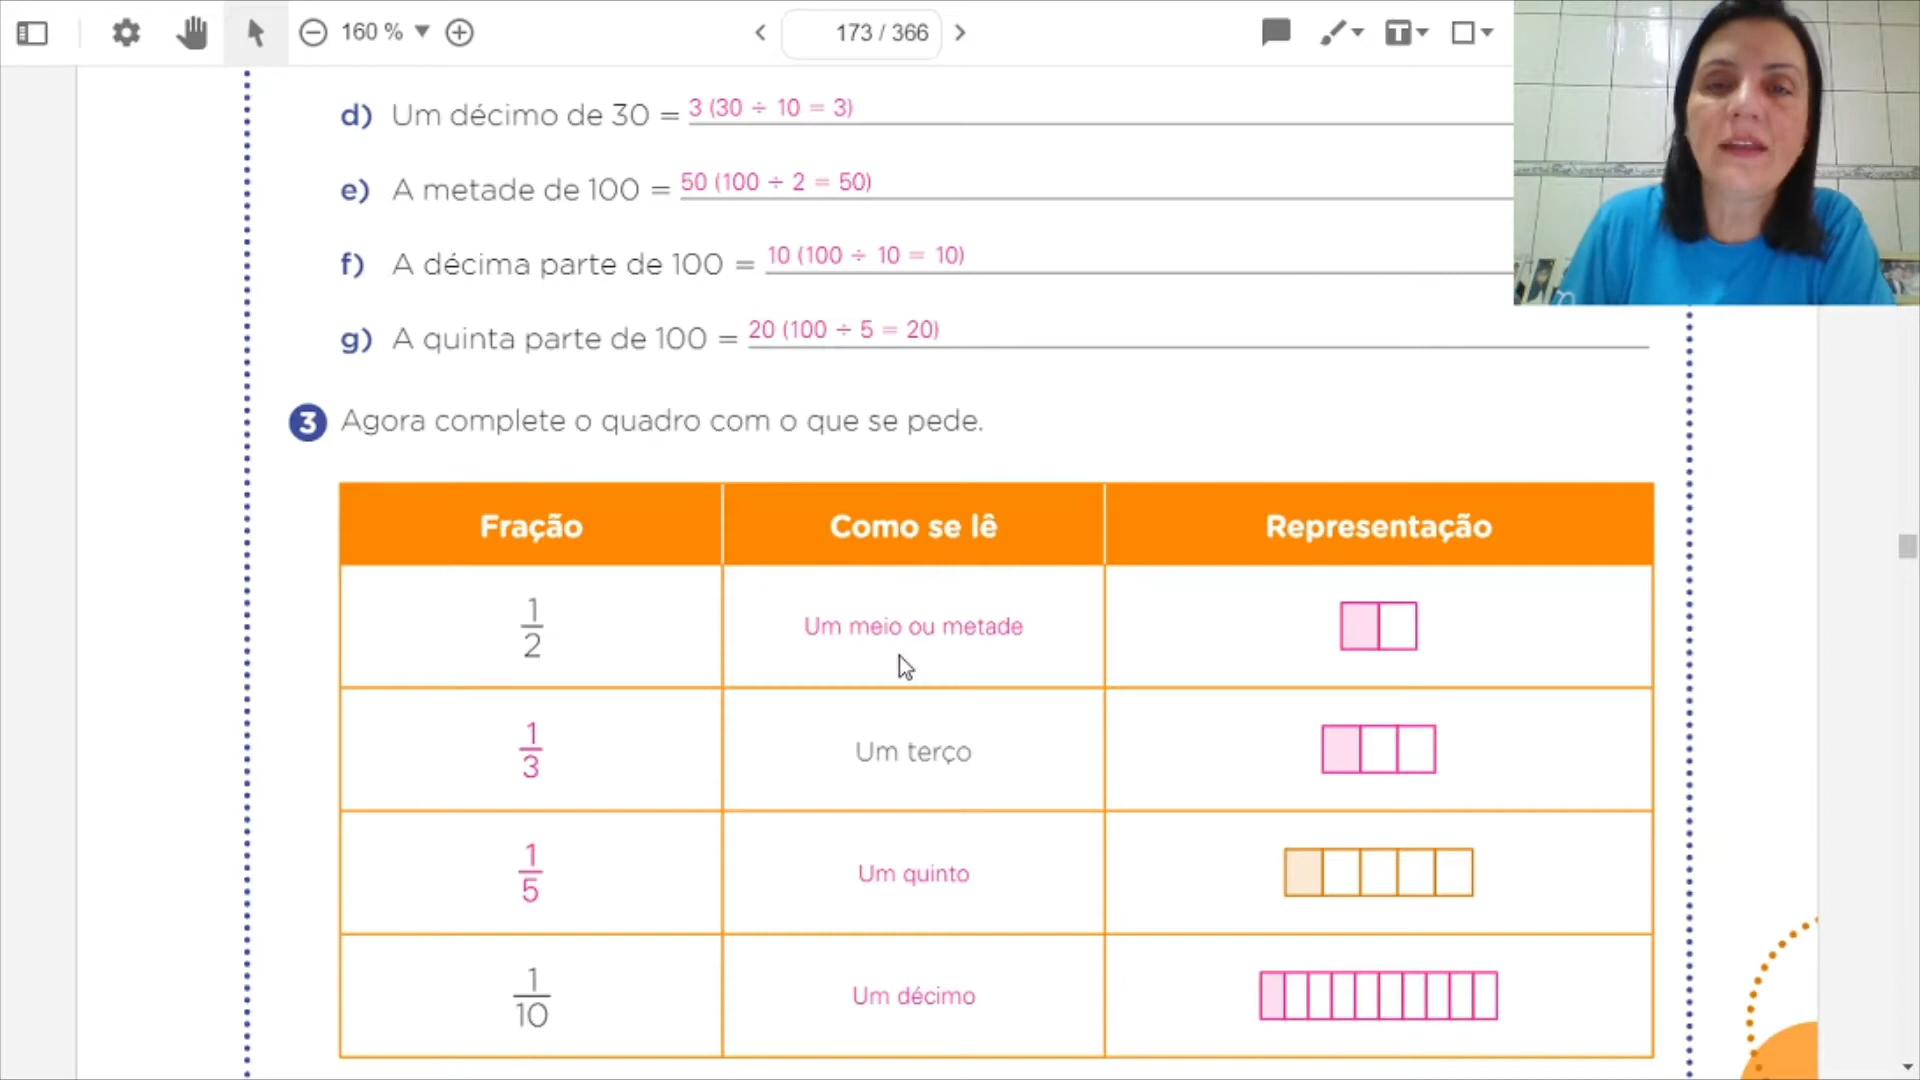 160 %
173 / 366
d) Um décimo de 30 = 3 (30 ÷ 10 = 3)
e) A metade de 100 = 50 (100 ÷ 2 = 50)
f) A décima parte de 100 = 10 (100 ÷ 10 = 10)
g) A quinta parte de 100 = 20 (100 ÷ 5 = 20)
3 Agora complete o quadro com o que se pede.
Fração Como se lê Representação
1/2 Um meio ou metade
1/3 Um terço
1/5 Um quinto
1/10 Um décimo